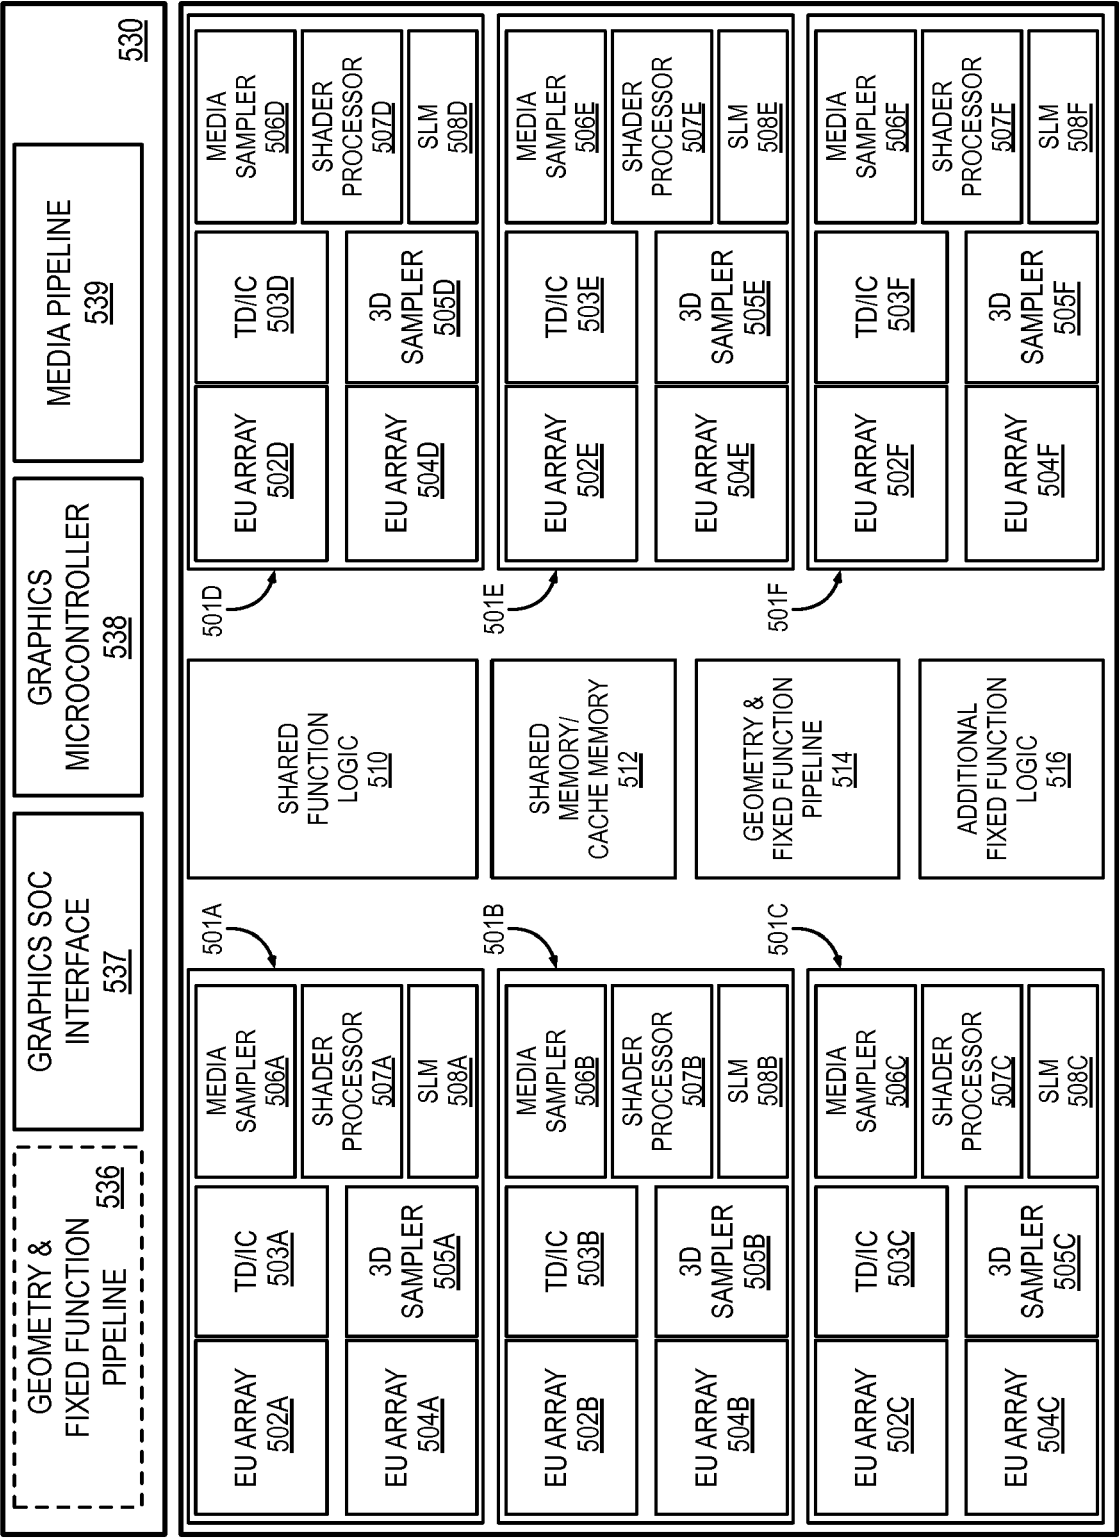 GEOMETRY &
FIXED FUNCTION
PIPELINE
536
GRAPHICS SOC
INTERFACE
537
GRAPHICS
MICROCONTROLLER
538
MEDIA PIPELINE
539
530
EU ARRAY
502A
TD/IC
503A
MEDIA
SAMPLER
506A
SHADER
PROCESSOR
507A
EU ARRAY
504A
3D
SAMPLER
505A
SLM
508A
501A
SHARED
FUNCTION
LOGIC
510
501D
EU ARRAY
502D
TD/IC
503D
MEDIA
SAMPLER
506D
SHADER
PROCESSOR
507D
EU ARRAY
504D
3D
SAMPLER
505D
SLM
508D
EU ARRAY
502B
TD/IC
503B
MEDIA
SAMPLER
506B
SHADER
PROCESSOR
507B
EU ARRAY
504B
3D
SAMPLER
505B
SLM
508B
501B
SHARED
MEMORY/
CACHE MEMORY
512
501E
EU ARRAY
502E
TD/IC
503E
MEDIA
SAMPLER
506E
SHADER
PROCESSOR
507E
EU ARRAY
504E
3D
SAMPLER
505E
SLM
508E
GEOMETRY &
FIXED FUNCTION
PIPELINE
514
EU ARRAY
502C
TD/IC
503C
MEDIA
SAMPLER
506C
SHADER
PROCESSOR
507C
EU ARRAY
504C
3D
SAMPLER
505C
SLM
508C
501C
ADDITIONAL
FIXED FUNCTION
LOGIC
516
501F
EU ARRAY
502F
TD/IC
503F
MEDIA
SAMPLER
506F
SHADER
PROCESSOR
507F
EU ARRAY
504F
3D
SAMPLER
505F
SLM
508F